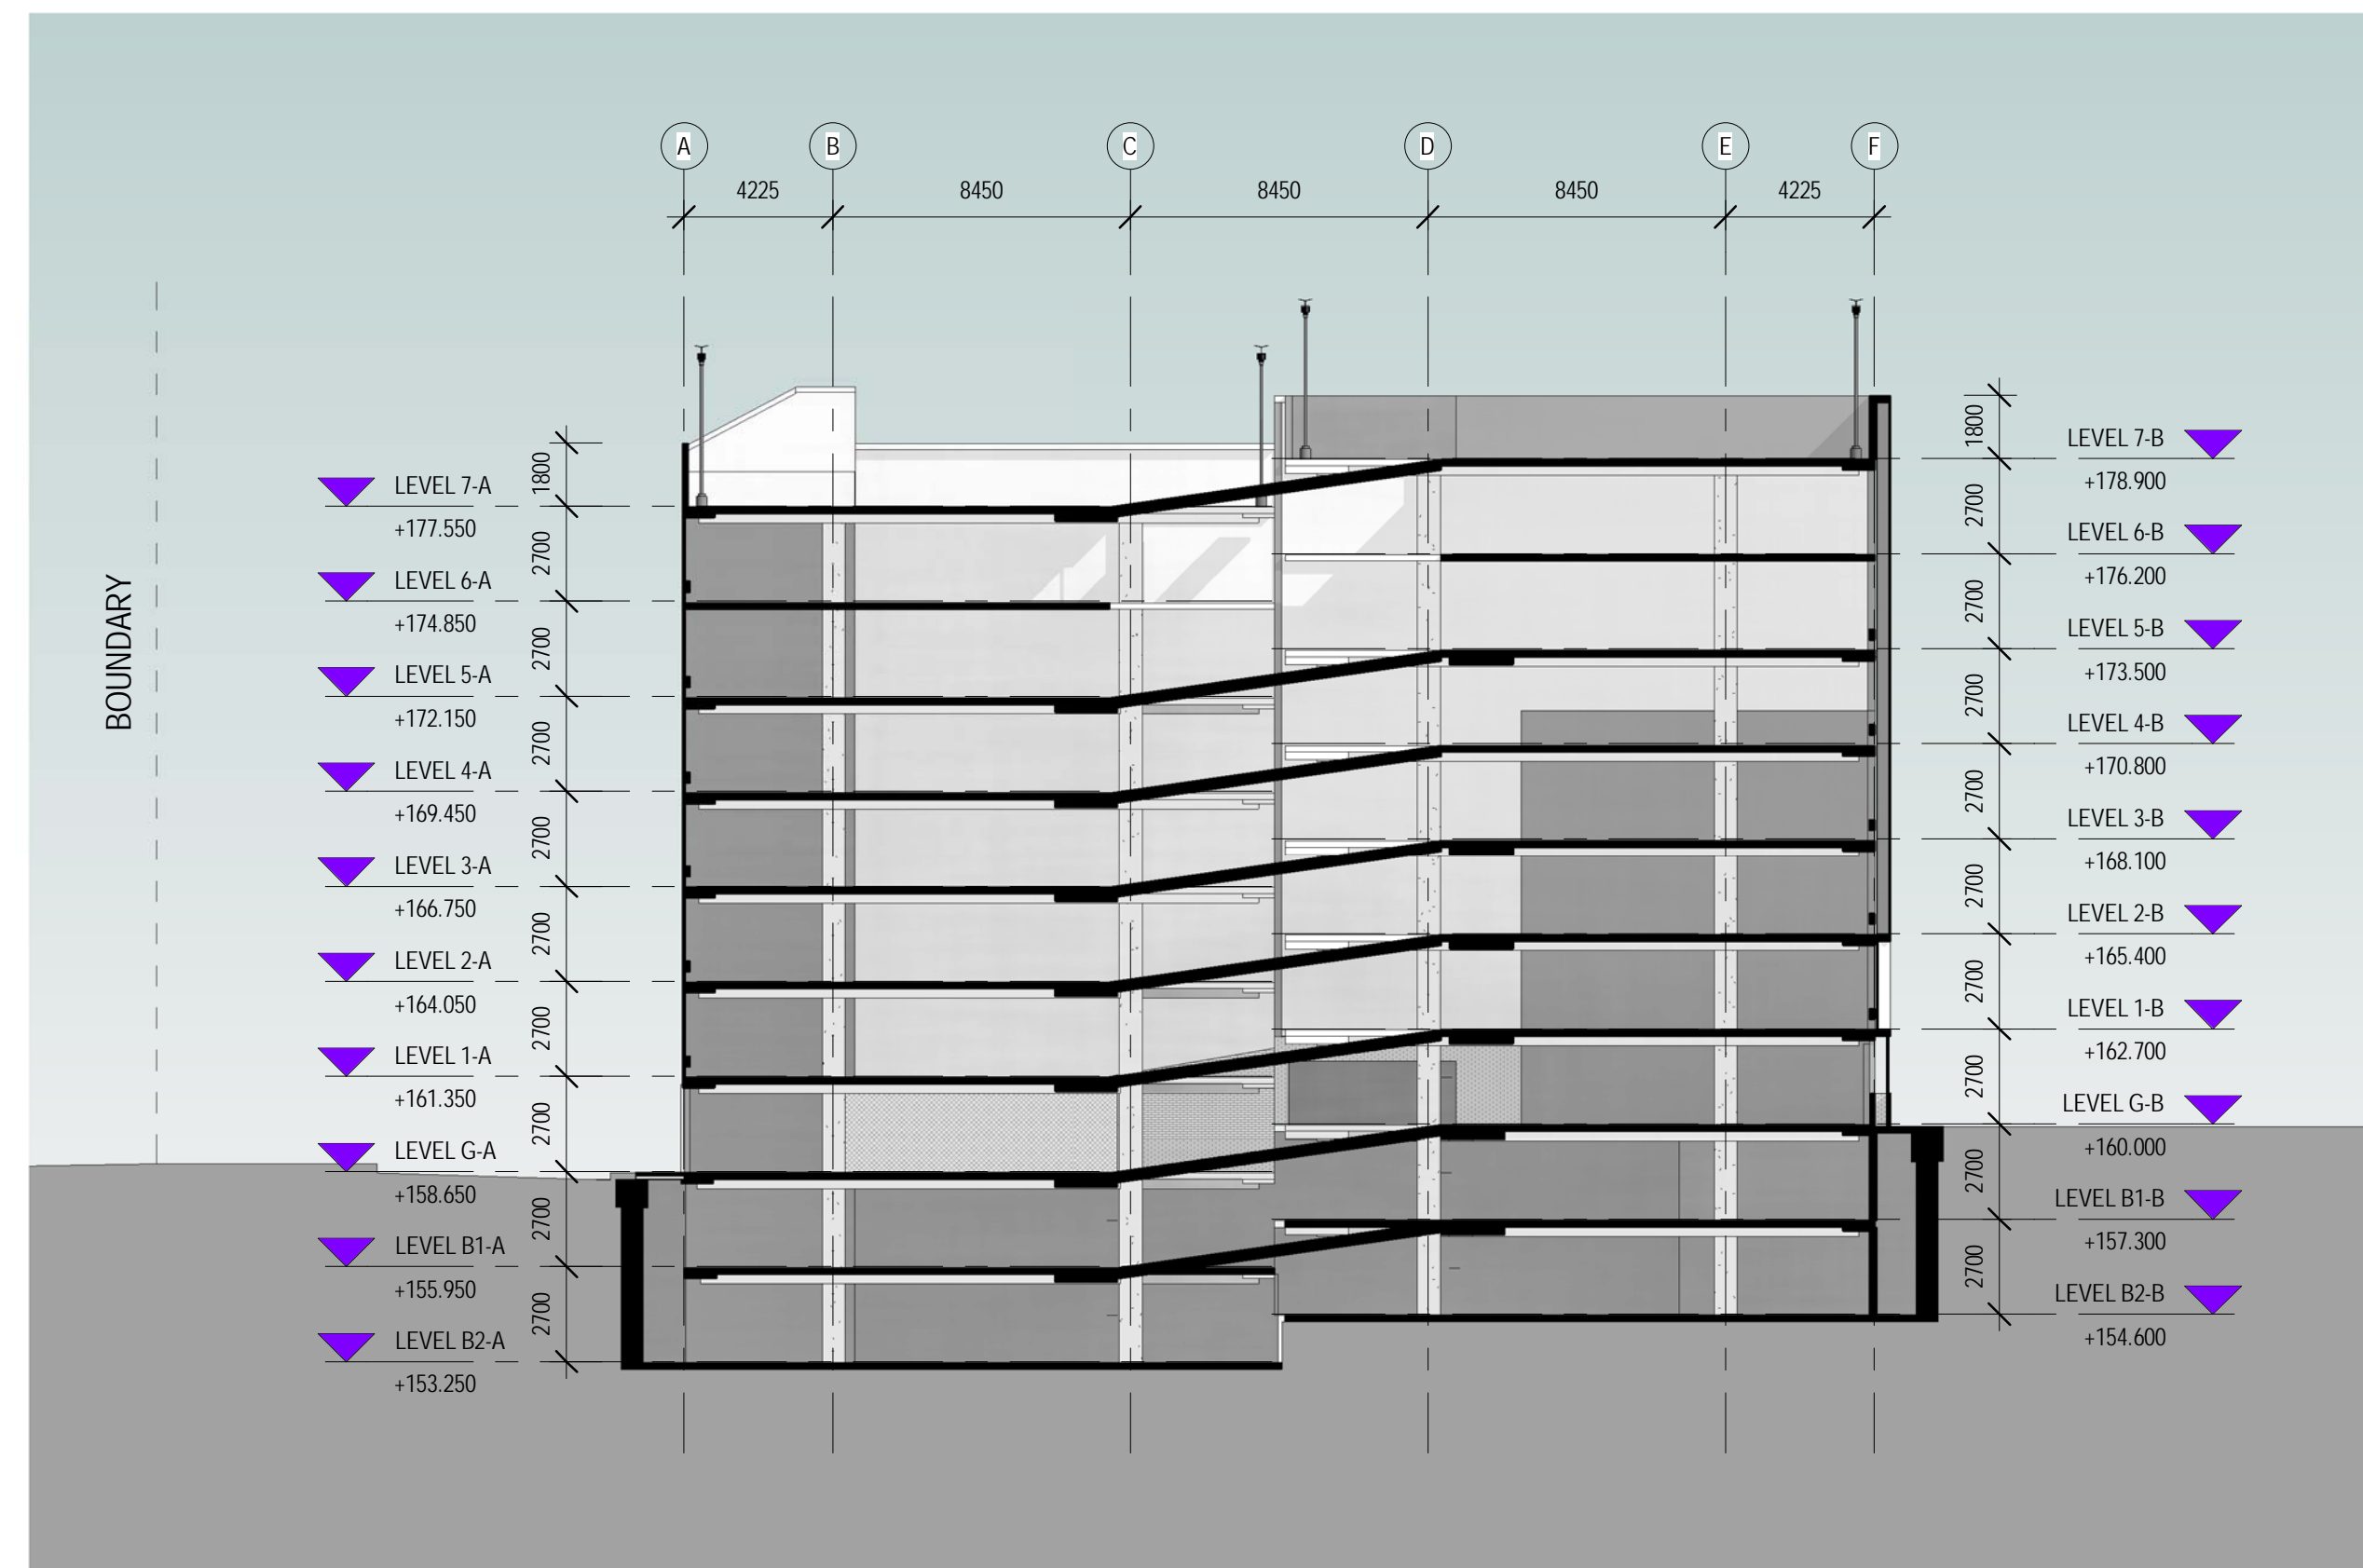 A B C D E F
4225 8450 8450 8450 4225
BOUNDARY
LEVEL 7-A
+177.550
LEVEL 6-A
+174.850
LEVEL 5-A
+172.150
LEVEL 4-A
+169.450
LEVEL 3-A
+166.750
LEVEL 2-A
+164.050
LEVEL 1-A
+161.350
LEVEL G-A
+158.650
LEVEL B1-A
+155.950
LEVEL B2-A
+153.250
1800
2700
2700
2700
2700
2700
2700
2700
2700
2700
1800
2700
2700
2700
2700
2700
2700
2700
2700
2700
LEVEL 7-B
+178.900
LEVEL 6-B
+176.200
LEVEL 5-B
+173.500
LEVEL 4-B
+170.800
LEVEL 3-B
+168.100
LEVEL 2-B
+165.400
LEVEL 1-B
+162.700
LEVEL G-B
+160.000
LEVEL B1-B
+157.300
LEVEL B2-B
+154.600